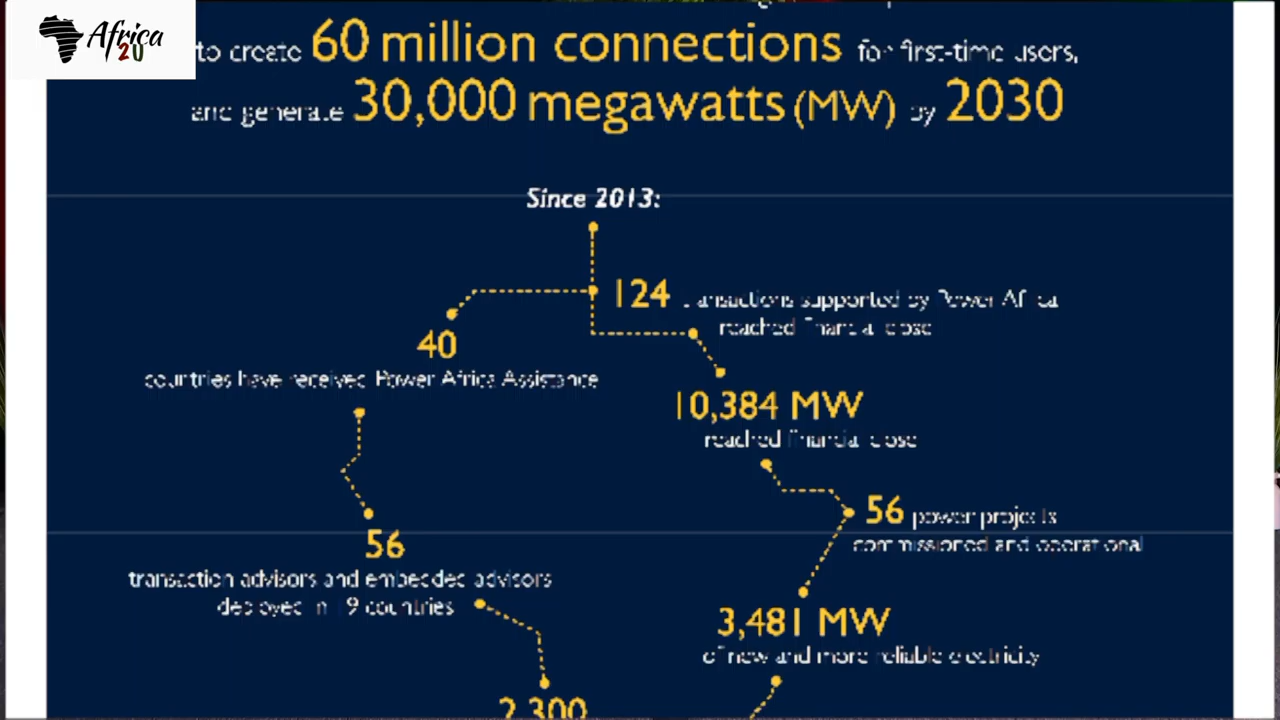 Africa
2U
to create 60 million connections for first-time users,
and generate 30,000 megawatts (MW) by 2030
Since 2013:
124 transactions supported by Power Africa
reached financial close
40
countries have received Power Africa Assistance
10,384 MW
reached financial close
56 power projects
commissioned and operational
56
transaction advisors and embedded advisors
deployed in 19 countries
3,481 MW
of new and more reliable electricity
2,300